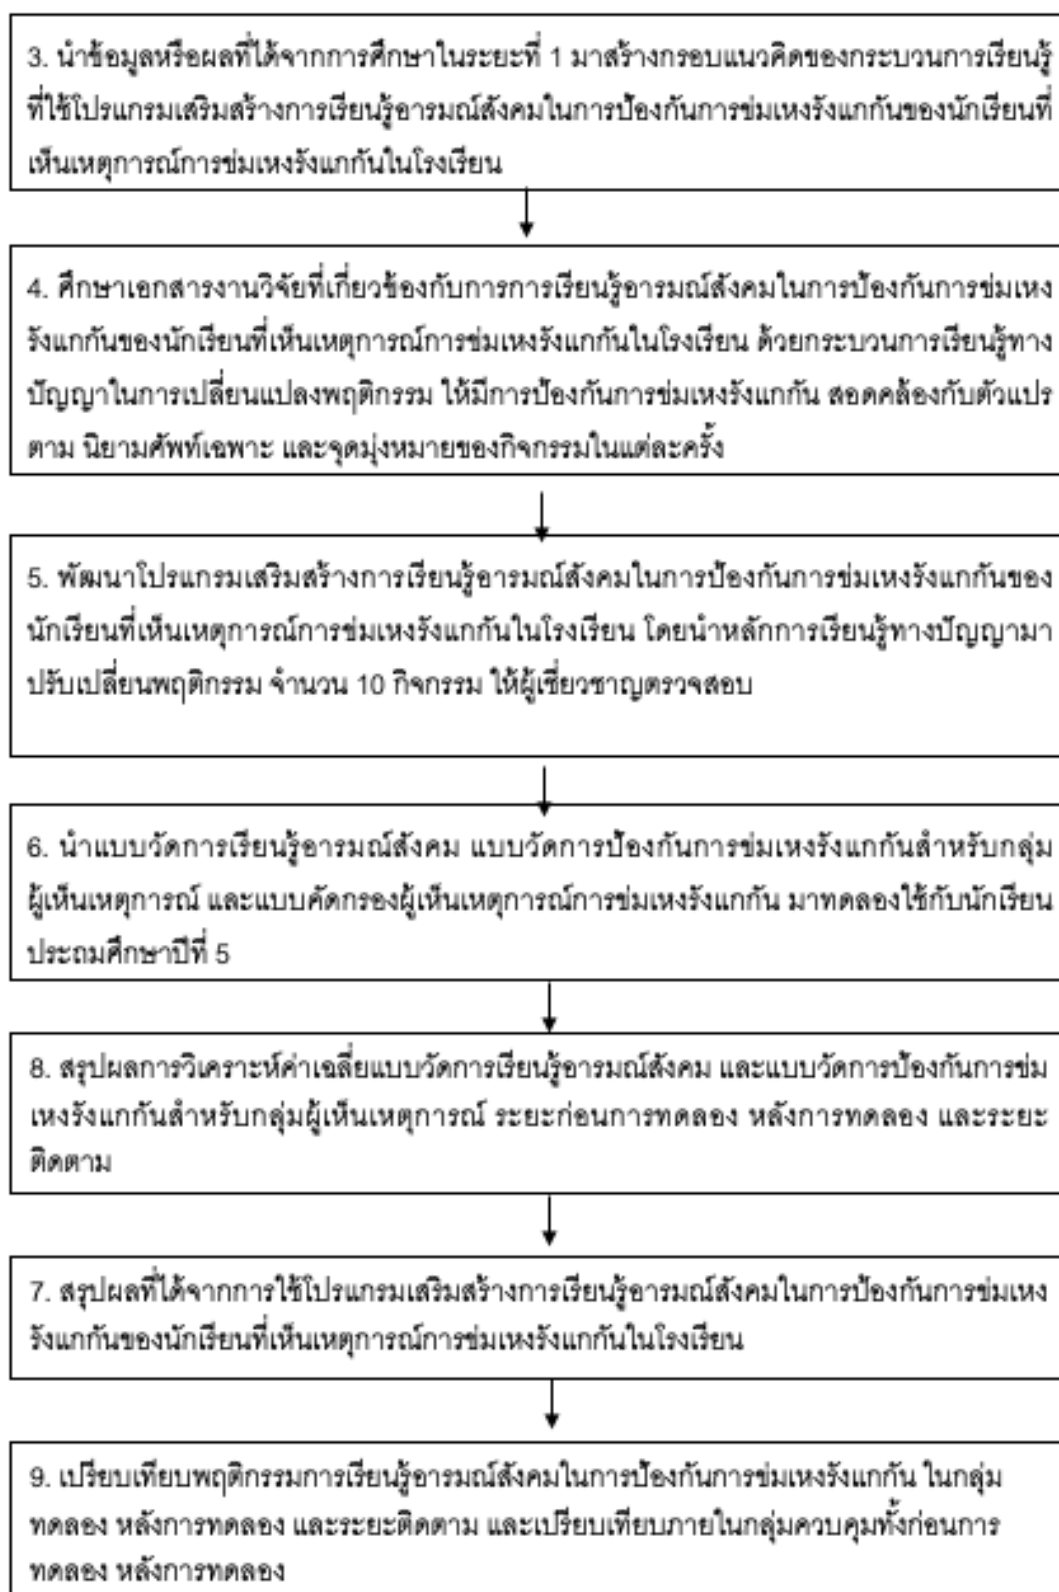 3. นำข้อมูลหรือผลที่ได้จากการศึกษาในระยะที่ 1 มาสร้างกรอบแนวคิดของกระบวนการเรียนรู้
ที่ใช้โปรแกรมเสริมสร้างการเรียนรู้อารมณ์สังคมในการป้องกันการข่มเหงรังแกกันของนักเรียนที่
เห็นเหตุการณ์การข่มเหงรังแกกันในโรงเรียน
4. ศึกษาเอกสารงานวิจัยที่เกี่ยวข้องกับการการเรียนรู้อารมณ์สังคมในการป้องกันการข่มเหง
รังแกกันของนักเรียนที่เห็นเหตุการณ์การข่มเหงรังแกกันในโรงเรียน ด้วยกระบวนการเรียนรู้ทาง
ปัญญาในการเปลี่ยนแปลงพฤติกรรม ให้มีการป้องกันการข่มเหงรังแกกัน สอดคล้องกับตัวแปร
ตาม นิยามศัพท์เฉพาะ และจุดมุ่งหมายของกิจกรรมในแต่ละครั้ง
5. พัฒนาโปรแกรมเสริมสร้างการเรียนรู้อารมณ์สังคมในการป้องกันการข่มเหงรังแกกันของ
นักเรียนที่เห็นเหตุการณ์การข่มเหงรังแกกันในโรงเรียน โดยนำหลักการเรียนรู้ทางปัญญามา
ปรับเปลี่ยนพฤติกรรม จำนวน 10 กิจกรรม ให้ผู้เชี่ยวชาญตรวจสอบ
6. นำแบบวัดการเรียนรู้อารมณ์สังคม แบบวัดการป้องกันการข่มเหงรังแกกันสำหรับกลุ่ม
ผู้เห็นเหตุการณ์ และแบบคัดกรองผู้เห็นเหตุการณ์การข่มเหงรังแกกัน มาทดลองใช้กับนักเรียน
ประถมศึกษาปีที่ 5
8. สรุปผลการวิเคราะห์ค่าเฉลี่ยแบบวัดการเรียนรู้อารมณ์สังคม และแบบวัดการป้องกันการข่ม
เหงรังแกกันสำหรับกลุ่มผู้เห็นเหตุการณ์ ระยะก่อนการทดลอง หลังการทดลอง และระยะ
ติดตาม
7. สรุปผลที่ได้จากการใช้โปรแกรมเสริมสร้างการเรียนรู้อารมณ์สังคมในการป้องกันการข่มเหง
รังแกกันของนักเรียนที่เห็นเหตุการณ์การข่มเหงรังแกกันในโรงเรียน
9. เปรียบเทียบพฤติกรรมการเรียนรู้อารมณ์สังคมในการป้องกันการข่มเหงรังแกกัน ในกลุ่ม
ทดลอง หลังการทดลอง และระยะติดตาม และเปรียบเทียบภายในกลุ่มควบคุมทั้งก่อนการ
ทดลอง หลังการทดลอง